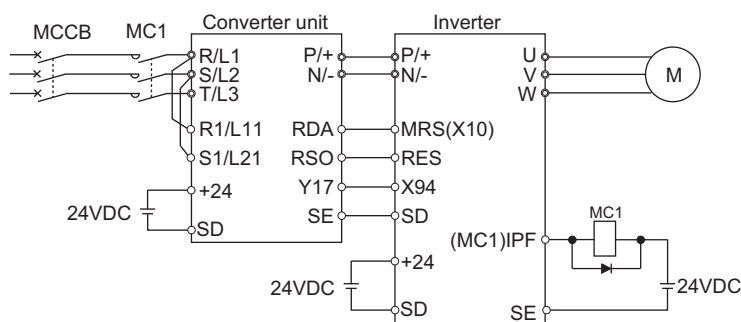 Converter unit
Inverter
MCCB
MC1
R/L1
S/L2
T/L3
R1/L11
S1/L21
+24
SD
24VDC
P/+
N/-
RDA
RSO
Y17
SE
P/+
N/-
MRS(X10)
RES
X94
SD
+24
SD
24VDC
U
V
W
M
(MC1)IPF
SE
MC1
24VDC